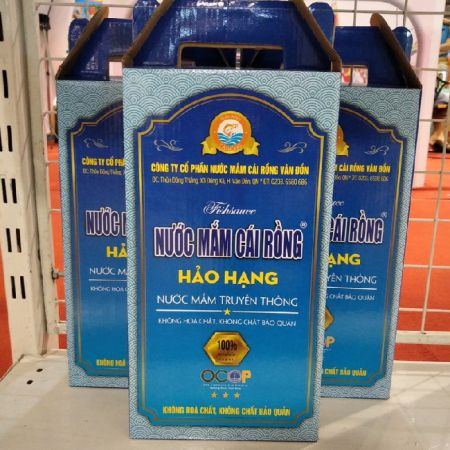 CÔNG TY CỔ PHẦN NƯỚC MẮM CÁI RỒNG VÂN ĐỒN
Fishsauce
NƯỚC MẮM CÁI RỒNG®
HẢO HẠNG
NƯỚC MẮM TRUYỀN THỐNG
KHÔNG HOÁ CHẤT, KHÔNG CHẤT BẢO QUẢN
100%
OCOP
KHÔNG HOÁ CHẤT, KHÔNG CHẤT BẢO QUẢN